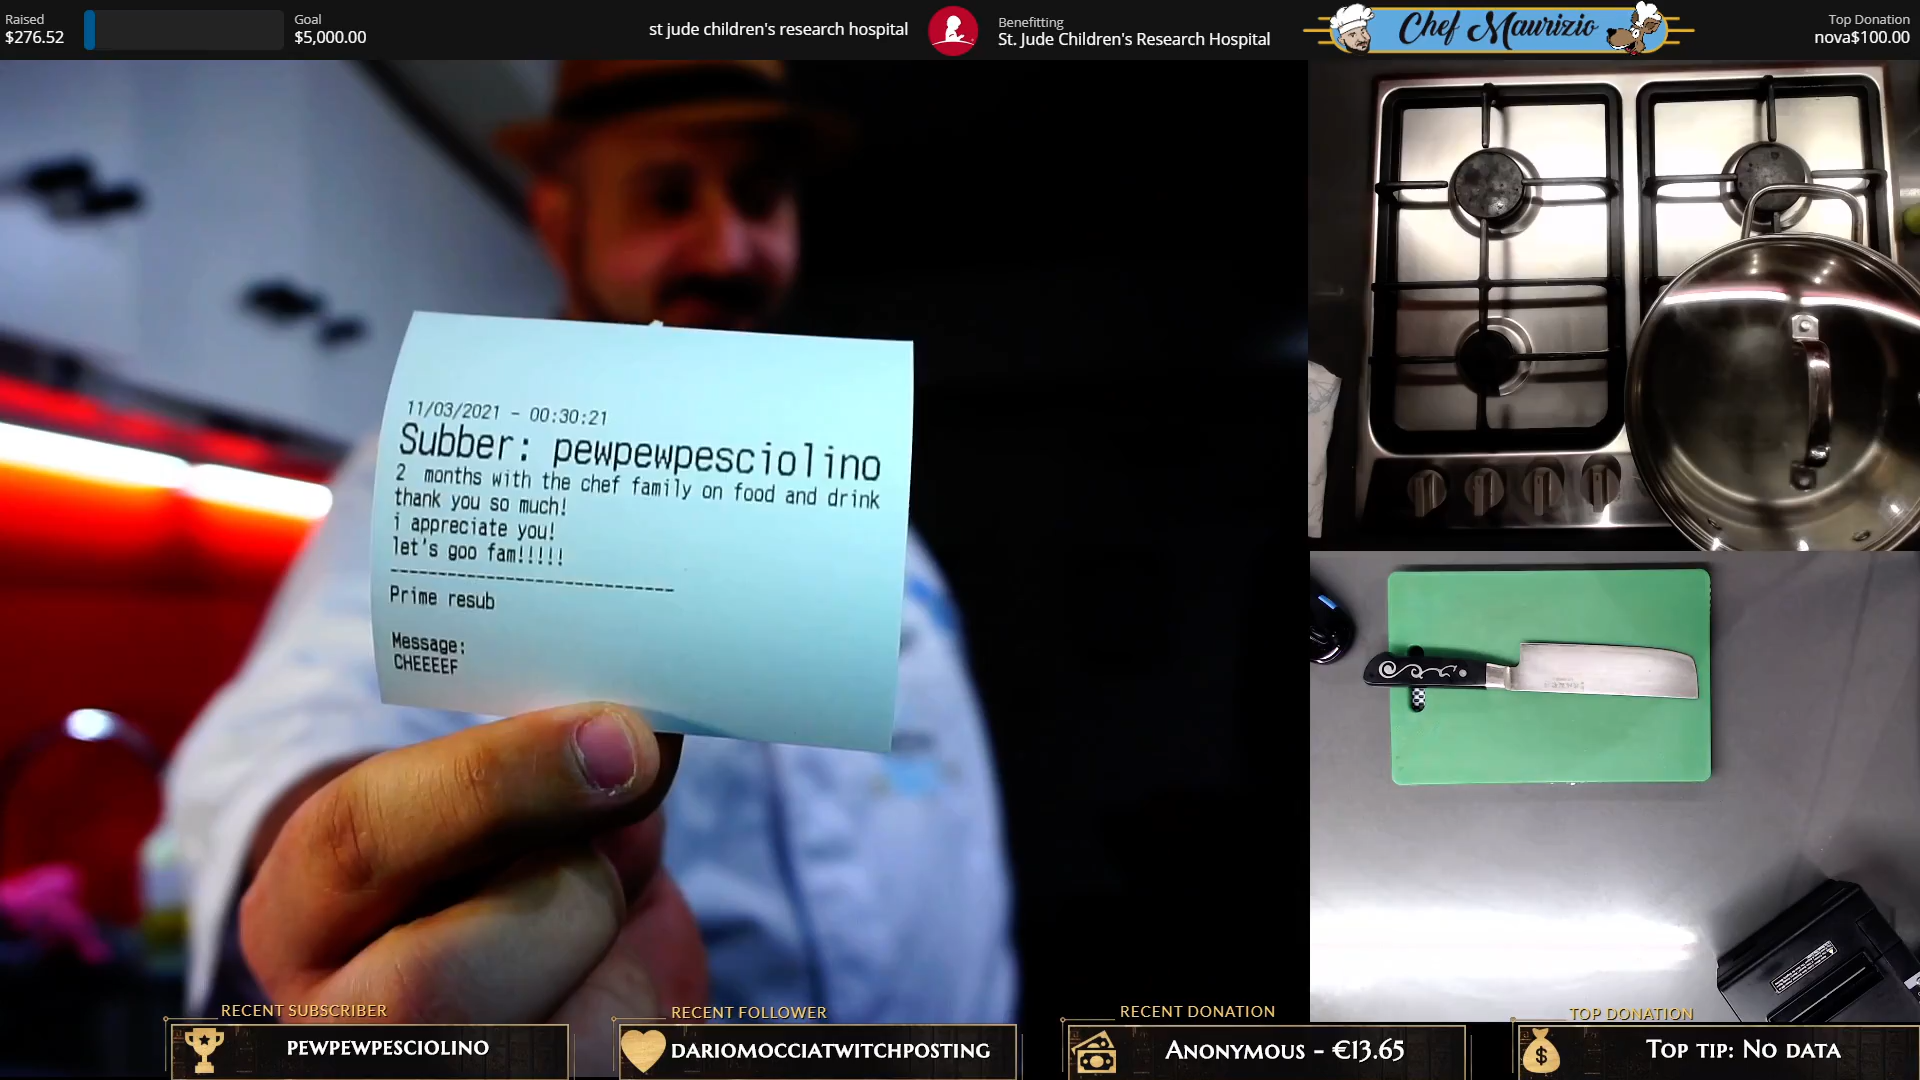 Raised
$276.52
Goal
$5,000.00
st jude children's research hospital
Benefitting
St. Jude Children's Research Hospital
Chef Maurizio
Top Donation
nova$100.00
11/03/2021 - 00:30:21
Subber: pewpewpesciolino
2 months with the chef family on food and drink
thank you so much!
i appreciate you!
let's goo fam!!!!!
------------------------------
Prime resub
Message:
CHEEEEF
RECENT SUBSCRIBER
PEWPEWPESCIOLINO
RECENT FOLLOWER
DARIOMOCCIATWITCHPOSTING
RECENT DONATION
ANONYMOUS - €13.65
TOP DONATION
TOP TIP: NO DATA